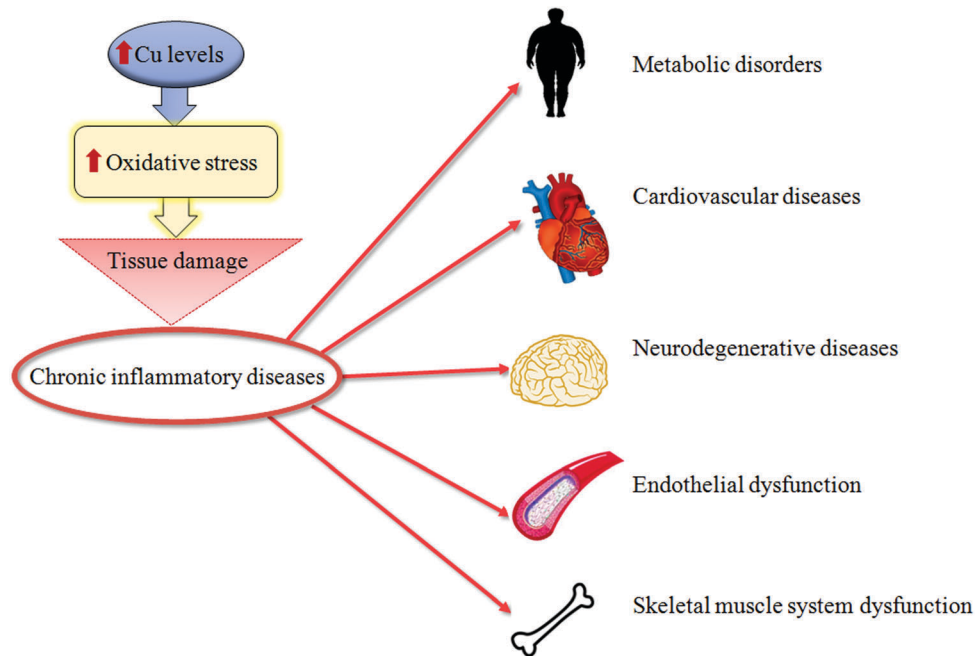 Cu levels
Oxidative stress
Tissue damage
Chronic inflammatory diseases
Metabolic disorders
Cardiovascular diseases
Neurodegenerative diseases
Endothelial dysfunction
Skeletal muscle system dysfunction